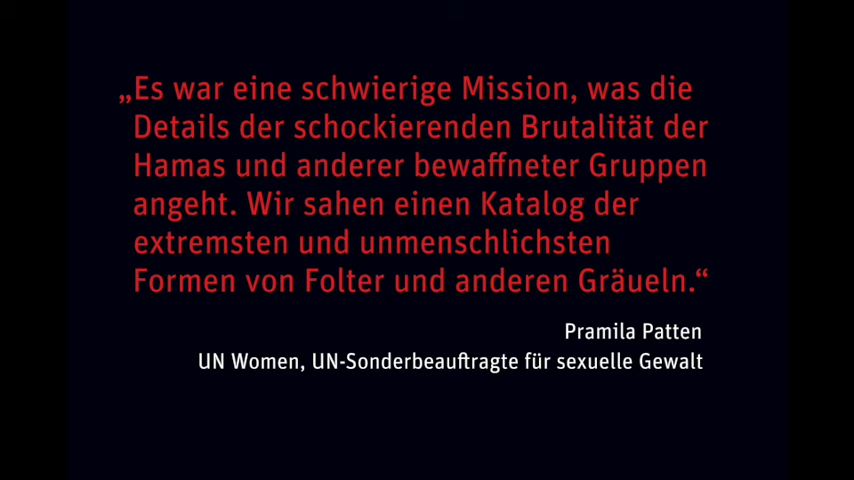 „Es war eine schwierige Mission, was die
Details der schockierenden Brutalität der
Hamas und anderer bewaffneter Gruppen
angeht. Wir sahen einen Katalog der
extremsten und unmenschlichsten
Formen von Folter und anderen Gräueln.“
Pramila Patten
UN Women, UN-Sonderbeauftragte für sexuelle Gewalt